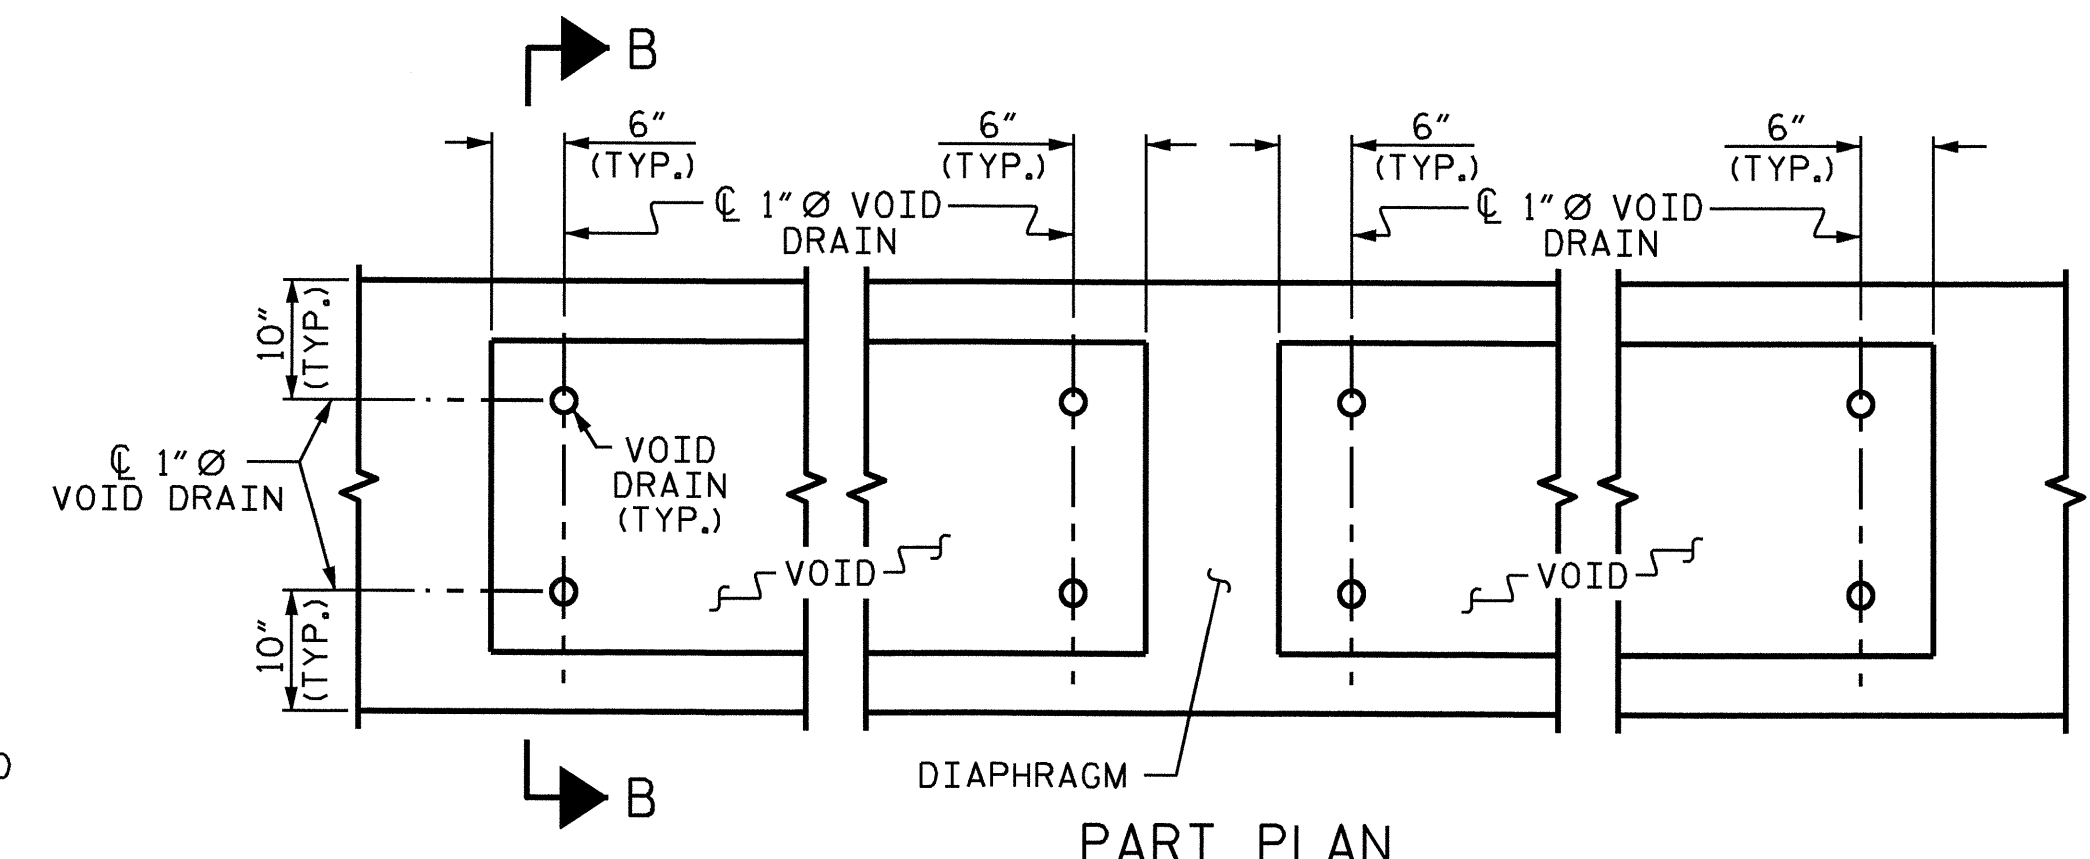 B
6" 6" 6" 6"
(TYP.) (TYP.) (TYP.) (TYP.)
℄ 1" Ø VOID ℄ 1" Ø VOID
DRAIN DRAIN
10"
(TYP.)
℄ 1" Ø
VOID DRAIN
VOID
DRAIN
(TYP.)
VOID VOID
10"
(TYP.)
DIAPHRAGM
B
PART PLAN